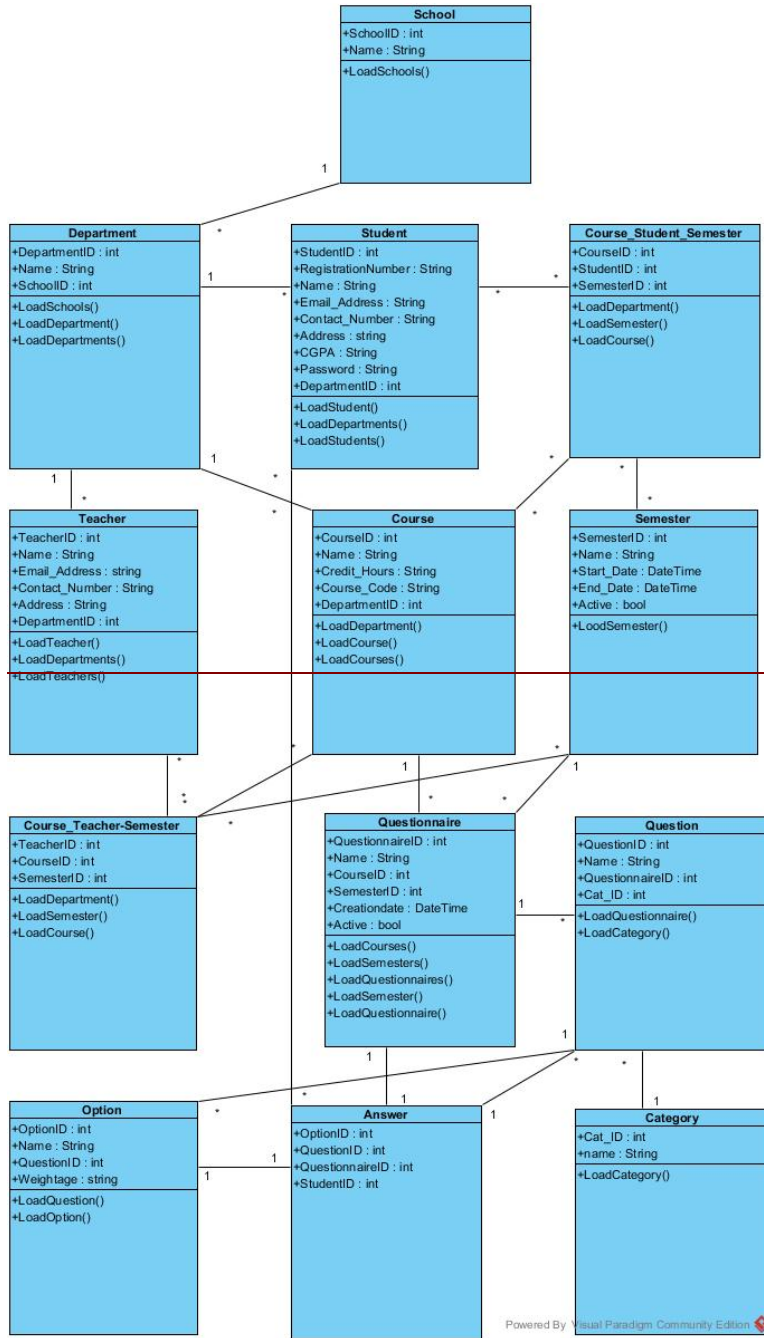 School
+SchoolID : int
+Name : String
+LoadSchools()
1
*
Department
+DepartmentID : int
+Name : String
+SchoolID : int
+LoadSchools()
+LoadDepartment()
+LoadDepartments()
1
*
Student
+StudentID : int
+RegistrationNumber : String
+Name : String
+Email_Address : String
+Contact_Number : String
+Address : string
+CGPA : String
+Password : String
+DepartmentID : int
+LoadStudent()
+LoadDepartments()
+LoadStudents()
*
*
Course_Student_Semester
+CourseID : int
+StudentID : int
+SemesterID : int
+LoadDepartment()
+LoadSemester()
+LoadCourse()
1
*
1
*
*
*
*
*
*
Teacher
+TeacherID : int
+Name : String
+Email_Address : string
+Contact_Number : String
+Address : String
+DepartmentID : int
+LoadTeacher()
+LoadDepartments()
+LoadTeachers()
Course
+CourseID : int
+Name : String
+Credit_Hours : String
+Course_Code : String
+DepartmentID : int
+LoadDepartment()
+LoadCourse()
+LoadCourses()
Semester
+SemesterID : int
+Name : String
+Start_Date : DateTime
+End_Date : DateTime
+Active : bool
+LoodSemester()
*
*
*
*
1
*
*
1
*
*
Course_Teacher-Semester
+TeacherID : int
+CourseID : int
+SemesterID : int
+LoadDepartment()
+LoadSemester()
+LoadCourse()
Questionnaire
+QuestionnaireID : int
+Name : String
+CourseID : int
+SemesterID : int
+Creationdate : DateTime
+Active : bool
+LoadCourses()
+LoadSemesters()
+LoadQuestionnaires()
+LoadSemester()
+LoadQuestionnaire()
1
*
Question
+QuestionID : int
+Name : String
+QuestionnaireID : int
+Cat_ID : int
+LoadQuestionnaire()
+LoadCategory()
1
1
*
*
1
*
*
1
1
Option
+OptionID : int
+Name : String
+QuestionID : int
+Weightage : string
+LoadQuestion()
+LoadOption()
1
1
Answer
+OptionID : int
+QuestionID : int
+QuestionnaireID : int
+StudentID : int
Category
+Cat_ID : int
+name : String
+LoadCategory()
Powered By Visual Paradigm Community Edition